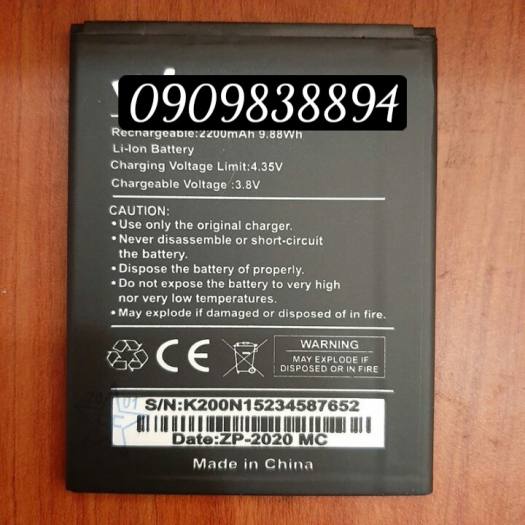 0909838894
Rechargeable:2200mAh 9.88Wh
Li-Ion Battery
Charging Voltage Limit:4.35V
Chargeable Voltage :3.8V
CAUTION:
• Use only the original charger.
• Never disassemble or short-circuit
the battery.
• Dispose the battery of properly.
• Do not expose the battery to very high
nor very low temperatures.
• May explode if damaged or disposed of in fire.
CE
WARNING
MAY EXPLODE IF
DISPOSED OR IN FIRE
S/N:K200N15234587652
Date:ZP-2020 MC
Made in China